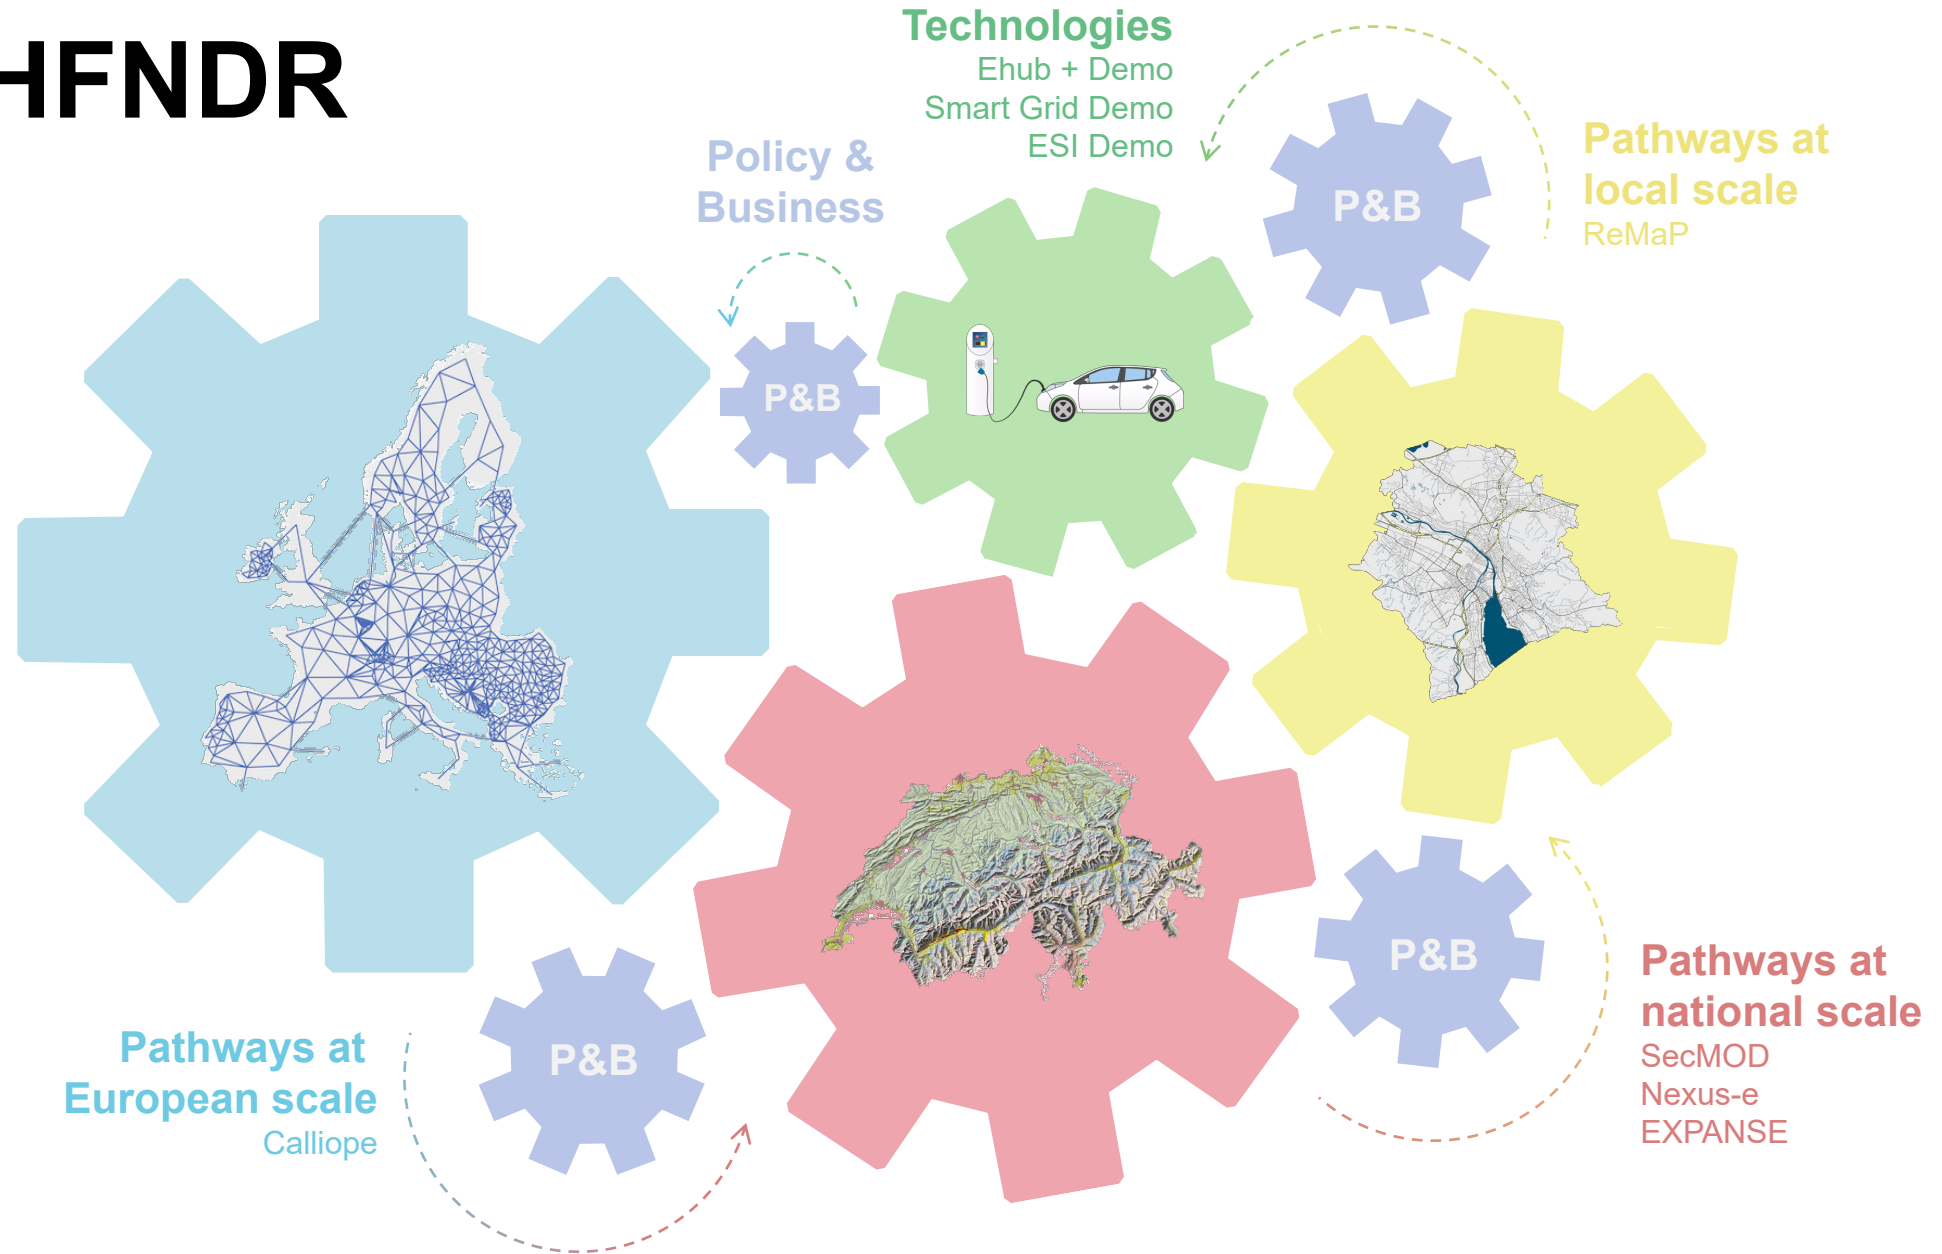 HFNDR
Technologies
Ehub + Demo
Smart Grid Demo
ESI Demo
Policy &
Business
P&B
Pathways at
local scale
ReMaP
P&B
P&B
Pathways at
national scale
SecMOD
Nexus-e
EXPANSE
Pathways at
European scale
Calliope
P&B